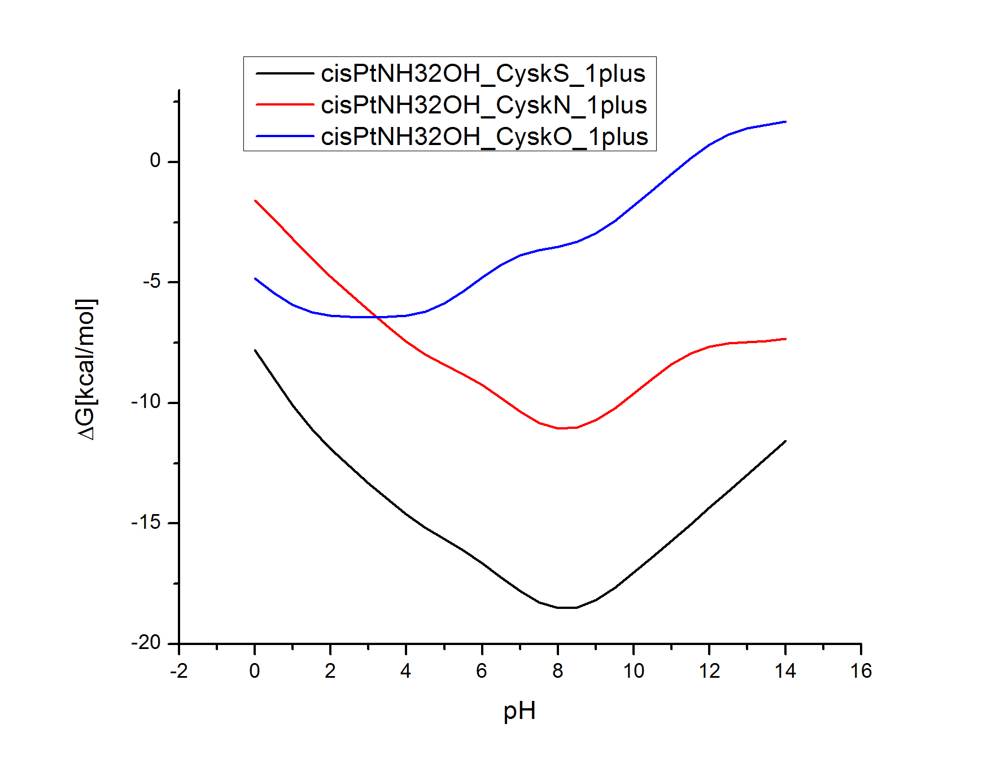 cisPtNH32OH_CyskS_1plus
cisPtNH32OH_CyskN_1plus
cisPtNH32OH_CyskO_1plus
0
-5
-10
-15
-20
ΔG[kcal/mol]
-2 0 2 4 6 8 10 12 14 16
pH